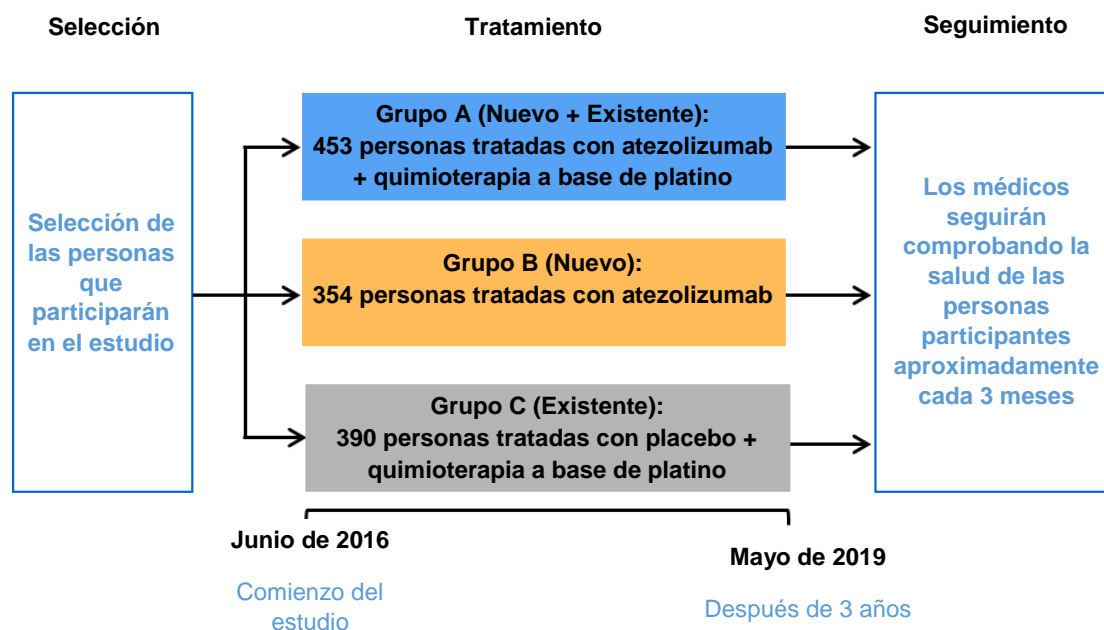 Selección
Tratamiento
Seguimiento
Selección de
las personas
que
participarán
en el estudio
Grupo A (Nuevo + Existente):
453 personas tratadas con atezolizumab
+ quimioterapia a base de platino
Grupo B (Nuevo):
354 personas tratadas con atezolizumab
Grupo C (Existente):
390 personas tratadas con placebo +
quimioterapia a base de platino
Los médicos
seguirán
comprobando la
salud de las
personas
participantes
aproximadamente
cada 3 meses
Junio de 2016
Comienzo del
estudio
Mayo de 2019
Después de 3 años